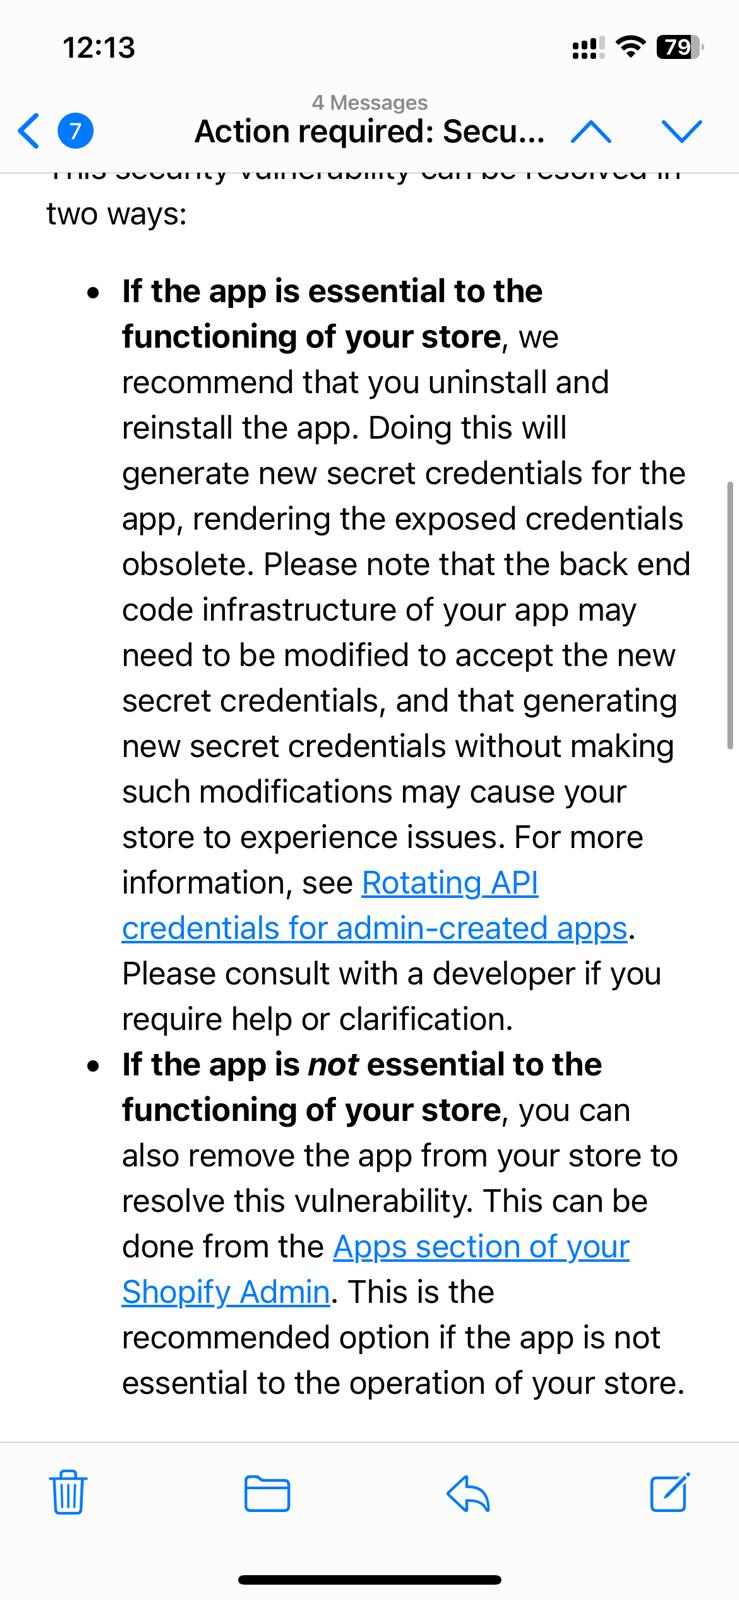 12:13
79
4 Messages
7
Action required: Secu...
This security vulnerability can be resolved in
two ways:
• If the app is essential to the
functioning of your store, we
recommend that you uninstall and
reinstall the app. Doing this will
generate new secret credentials for the
app, rendering the exposed credentials
obsolete. Please note that the back end
code infrastructure of your app may
need to be modified to accept the new
secret credentials, and that generating
new secret credentials without making
such modifications may cause your
store to experience issues. For more
information, see Rotating API
credentials for admin-created apps.
Please consult with a developer if you
require help or clarification.
• If the app is not essential to the
functioning of your store, you can
also remove the app from your store to
resolve this vulnerability. This can be
done from the Apps section of your
Shopify Admin. This is the
recommended option if the app is not
essential to the operation of your store.